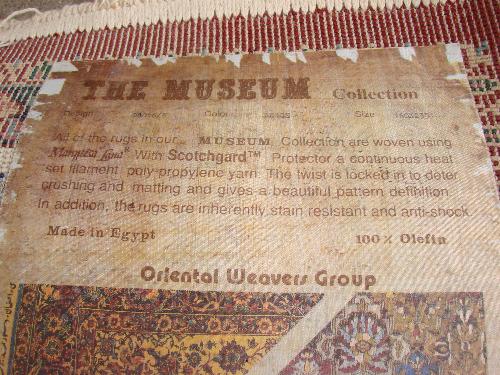 THE MUSEUM Collection
Design Color Size
All of the rugs in our MUSEUM Collection are woven using
With Scotchgard™ Protector a continuous heat
set filament poly-propylene yarn. The twist is locked in to deter
crushing and matting and gives a beautiful pattern definition
In addition, the rugs are inherently stain resistant and anti-shock
Made in Egypt 100% Olefin
Oriental Weavers Group